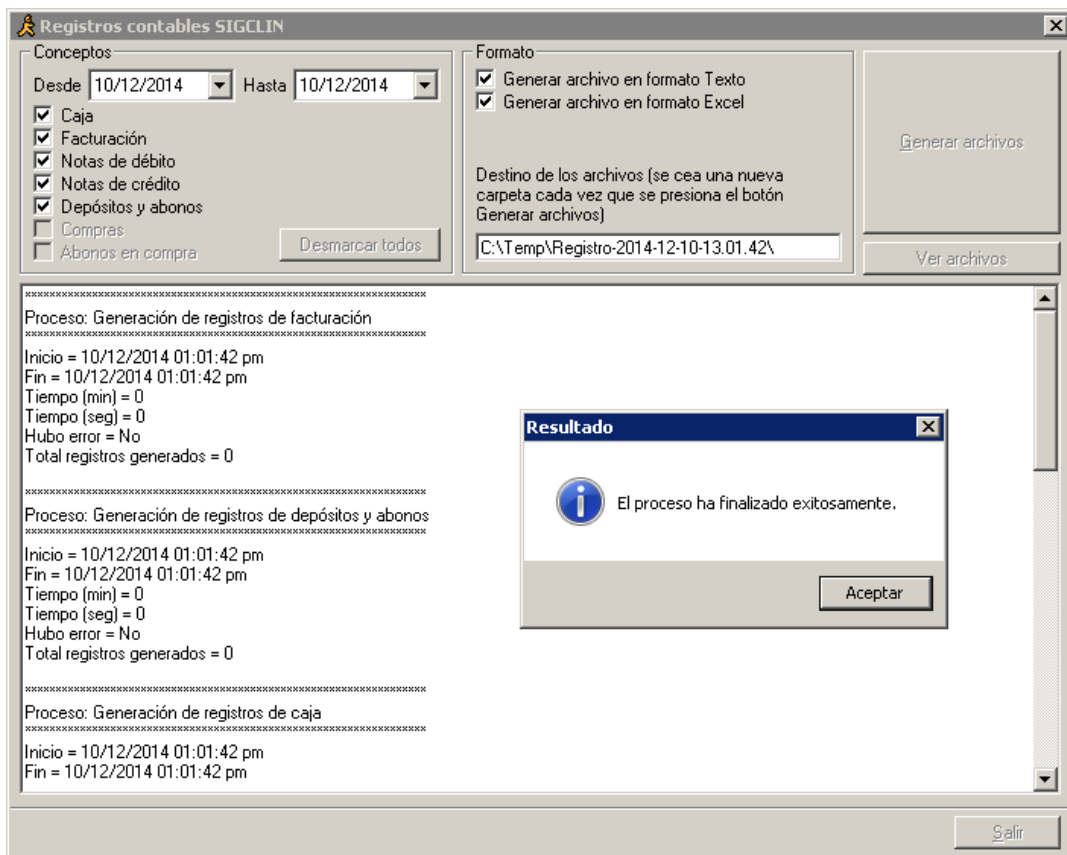 Registros contables SIGCLIN
Conceptos
Desde 10/12/2014 Hasta 10/12/2014
Caja
Facturación
Notas de débito
Notas de crédito
Depósitos y abonos
Compras
Abonos en compra
Desmarcar todos
Formato
Generar archivo en formato Texto
Generar archivo en formato Excel
Destino de los archivos (se cea una nueva
carpeta cada vez que se presiona el botón
Generar archivos)
C:\Temp\Registro-2014-12-10-13.01.42\
Generar archivos
Ver archivos
Proceso: Generación de registros de facturación
Inicio = 10/12/2014 01:01:42 pm
Fin = 10/12/2014 01:01:42 pm
Tiempo (min) = 0
Tiempo (seg) = 0
Hubo error = No
Total registros generados = 0
Proceso: Generación de registros de depósitos y abonos
Inicio = 10/12/2014 01:01:42 pm
Fin = 10/12/2014 01:01:42 pm
Tiempo (min) = 0
Tiempo (seg) = 0
Hubo error = No
Total registros generados = 0
Proceso: Generación de registros de caja
Inicio = 10/12/2014 01:01:42 pm
Fin = 10/12/2014 01:01:42 pm
Resultado
El proceso ha finalizado exitosamente.
Aceptar
Salir